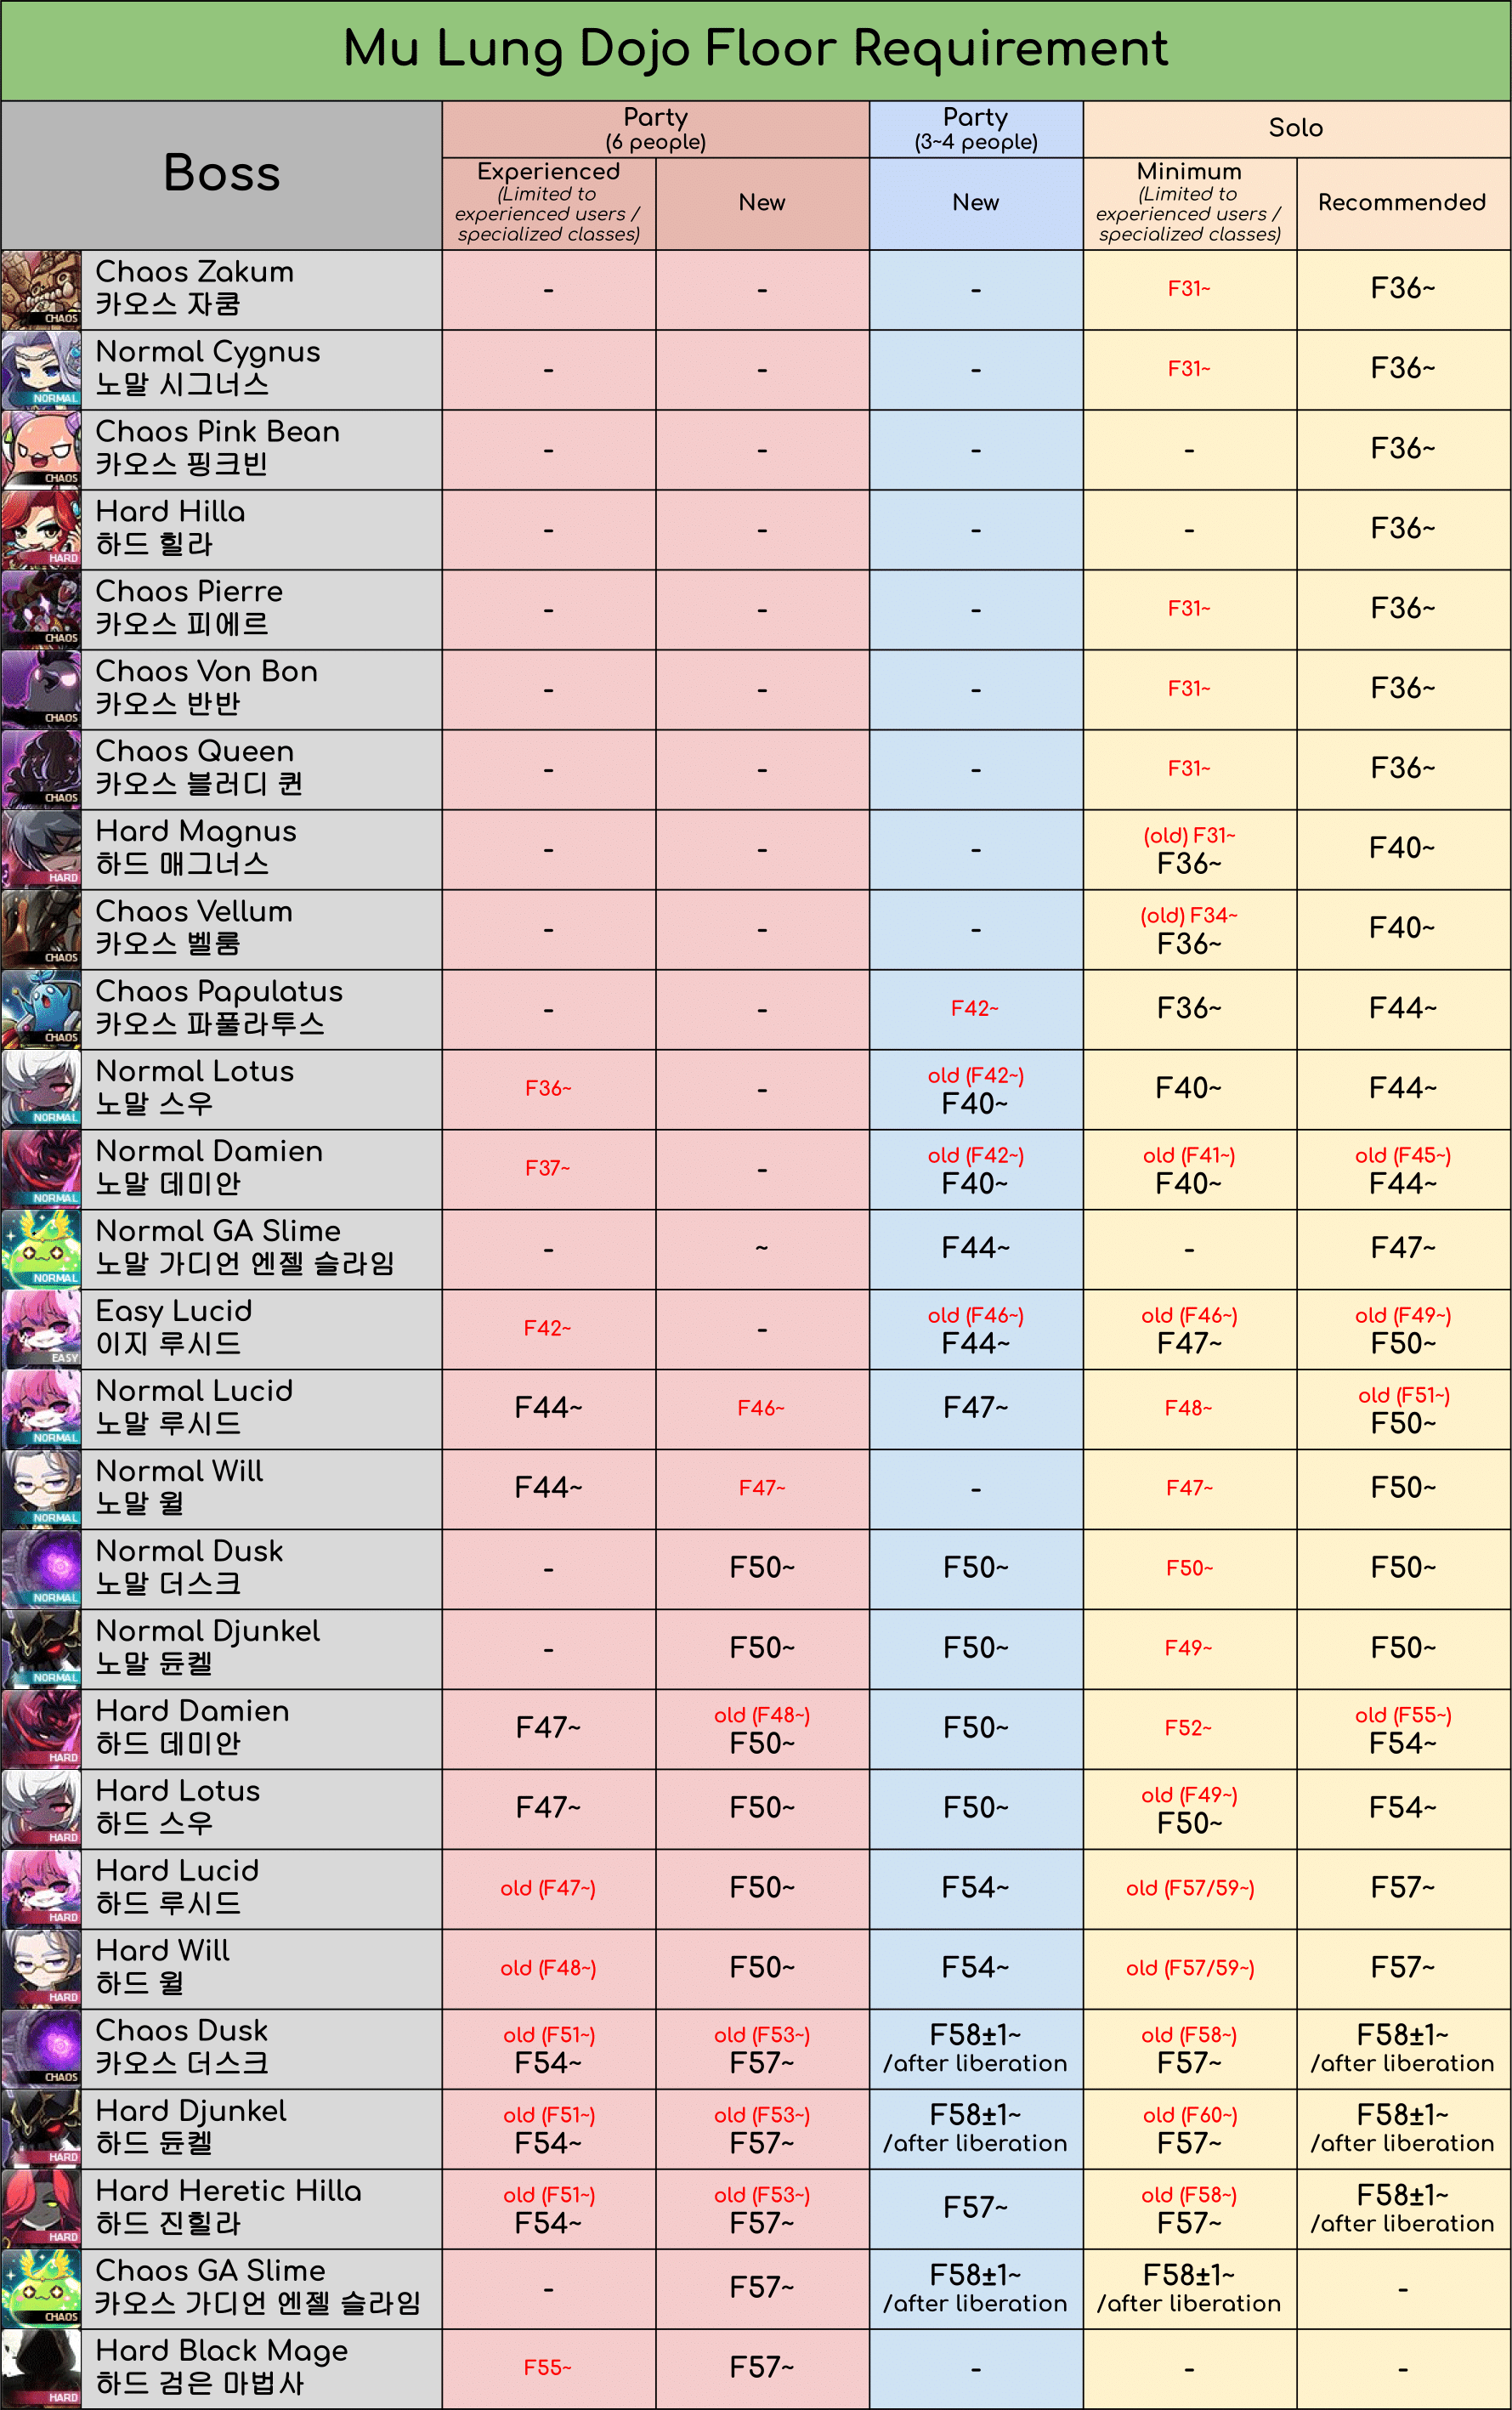 Mu Lung Dojo Floor Requirement
Boss
Party
(6 people)
Party
(3~4 people)
Solo
Experienced
(Limited to
experienced users /
specialized classes)
New
New
Minimum
(Limited to
experienced users /
specialized classes)
Recommended
CHAOS
Chaos Zakum
카오스 자쿰
-
-
-
F31~
F36~
NORMAL
Normal Cygnus
노말 시그너스
-
-
-
F31~
F36~
CHAOS
Chaos Pink Bean
카오스 핑크빈
-
-
-
-
F36~
HARD
Hard Hilla
하드 힐라
-
-
-
-
F36~
CHAOS
Chaos Pierre
카오스 피에르
-
-
-
F31~
F36~
CHAOS
Chaos Von Bon
카오스 반반
-
-
-
F31~
F36~
CHAOS
Chaos Queen
카오스 블러디 퀸
-
-
-
F31~
F36~
HARD
Hard Magnus
하드 매그너스
-
-
-
(old) F31~
F36~
F40~
CHAOS
Chaos Vellum
카오스 벨룸
-
-
-
(old) F34~
F36~
F40~
CHAOS
Chaos Papulatus
카오스 파풀라투스
-
-
F42~
F36~
F44~
NORMAL
Normal Lotus
노말 스우
F36~
-
old (F42~)
F40~
F40~
F44~
NORMAL
Normal Damien
노말 데미안
F37~
-
old (F42~)
F40~
old (F41~)
F40~
old (F45~)
F44~
NORMAL
Normal GA Slime
노말 가디언 엔젤 슬라임
-
~
F44~
-
F47~
EASY
Easy Lucid
이지 루시드
F42~
-
old (F46~)
F44~
old (F46~)
F47~
old (F49~)
F50~
NORMAL
Normal Lucid
노말 루시드
F44~
F46~
F47~
F48~
old (F51~)
F50~
NORMAL
Normal Will
노말 윌
F44~
F47~
-
F47~
F50~
NORMAL
Normal Dusk
노말 더스크
-
F50~
F50~
F50~
F50~
NORMAL
Normal Djunkel
노말 듄켈
-
F50~
F50~
F49~
F50~
HARD
Hard Damien
하드 데미안
F47~
old (F48~)
F50~
F50~
F52~
old (F55~)
F54~
HARD
Hard Lotus
하드 스우
F47~
F50~
F50~
old (F49~)
F50~
F54~
HARD
Hard Lucid
하드 루시드
old (F47~)
F50~
F54~
old (F57/59~)
F57~
HARD
Hard Will
하드 윌
old (F48~)
F50~
F54~
old (F57/59~)
F57~
CHAOS
Chaos Dusk
카오스 더스크
old (F51~)
F54~
old (F53~)
F57~
F58±1~
/after liberation
old (F58~)
F57~
F58±1~
/after liberation
HARD
Hard Djunkel
하드 듄켈
old (F51~)
F54~
old (F53~)
F57~
F58±1~
/after liberation
old (F60~)
F57~
F58±1~
/after liberation
HARD
Hard Heretic Hilla
하드 진힐라
old (F51~)
F54~
old (F53~)
F57~
F57~
old (F58~)
F57~
F58±1~
/after liberation
CHAOS
Chaos GA Slime
카오스 가디언 엔젤 슬라임
-
F57~
F58±1~
/after liberation
F58±1~
/after liberation
-
HARD
Hard Black Mage
하드 검은 마법사
F55~
F57~
-
-
-